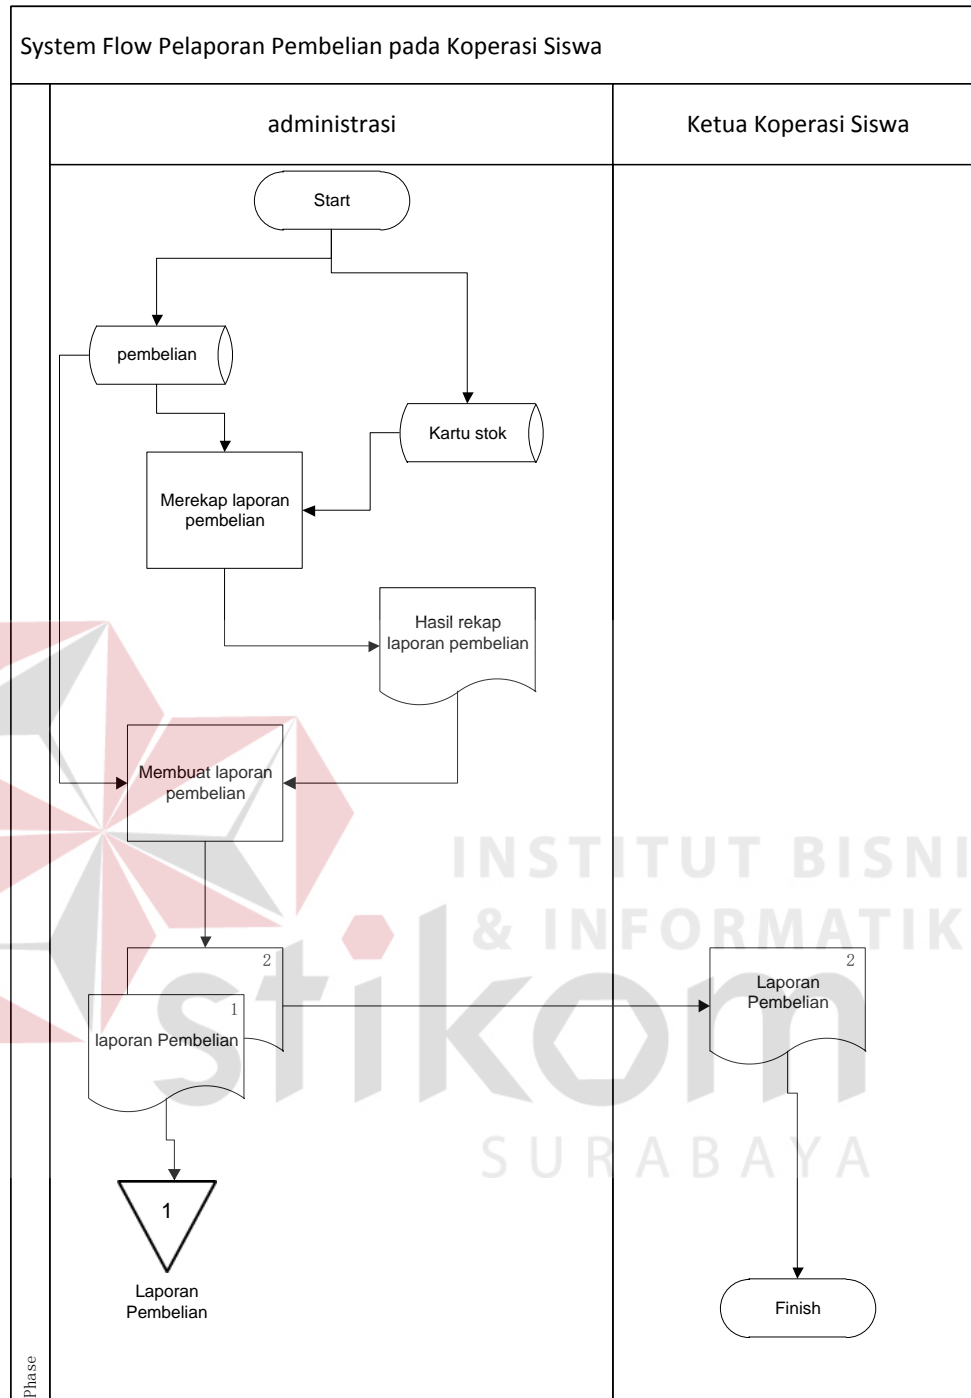 System Flow Pelaporan Pembelian pada Koperasi Siswa
administrasi
Ketua Koperasi Siswa
Start
pembelian
Kartu stok
Merekap laporan
pembelian
Hasil rekap
laporan pembelian
Membuat laporan
pembelian
INSTITUT BISNI
& INFORMATIK
stikom
SURABAYA
2
1
laporan Pembelian
2
Laporan
Pembelian
1
Laporan
Pembelian
Finish
Phase